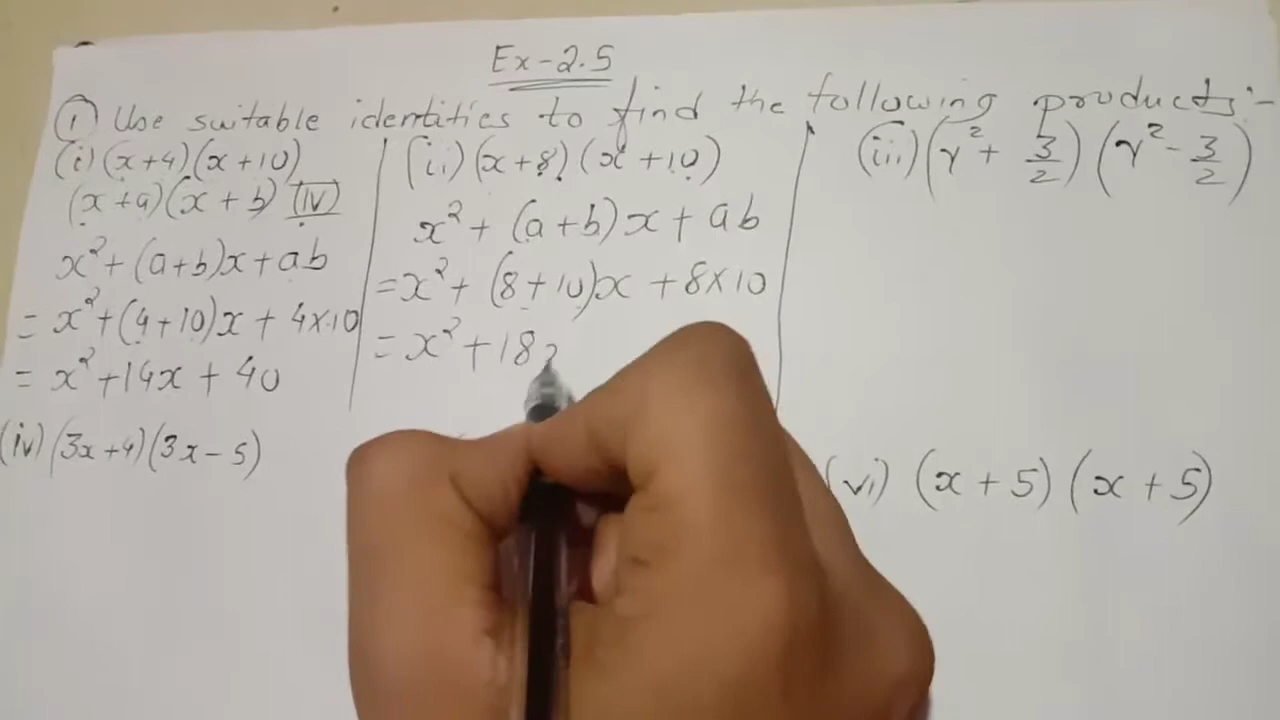 Ex-2.5
① Use suitable identities to find the following products:-
(i) (x+4)(x+10)
(x+a)(x+b) (iv)
x²+(a+b)x+ab
= x²+(4+10)x+4×10
= x²+14x+40
(ii) (x+8)(x+10)
x²+(a+b)x+ab
= x²+(8+10)x+8×10
= x²+18
(iii) (y²+3/2)(y²-3/2)
(iv) (3x+4)(3x-5)
(vi) (x+5)(x+5)